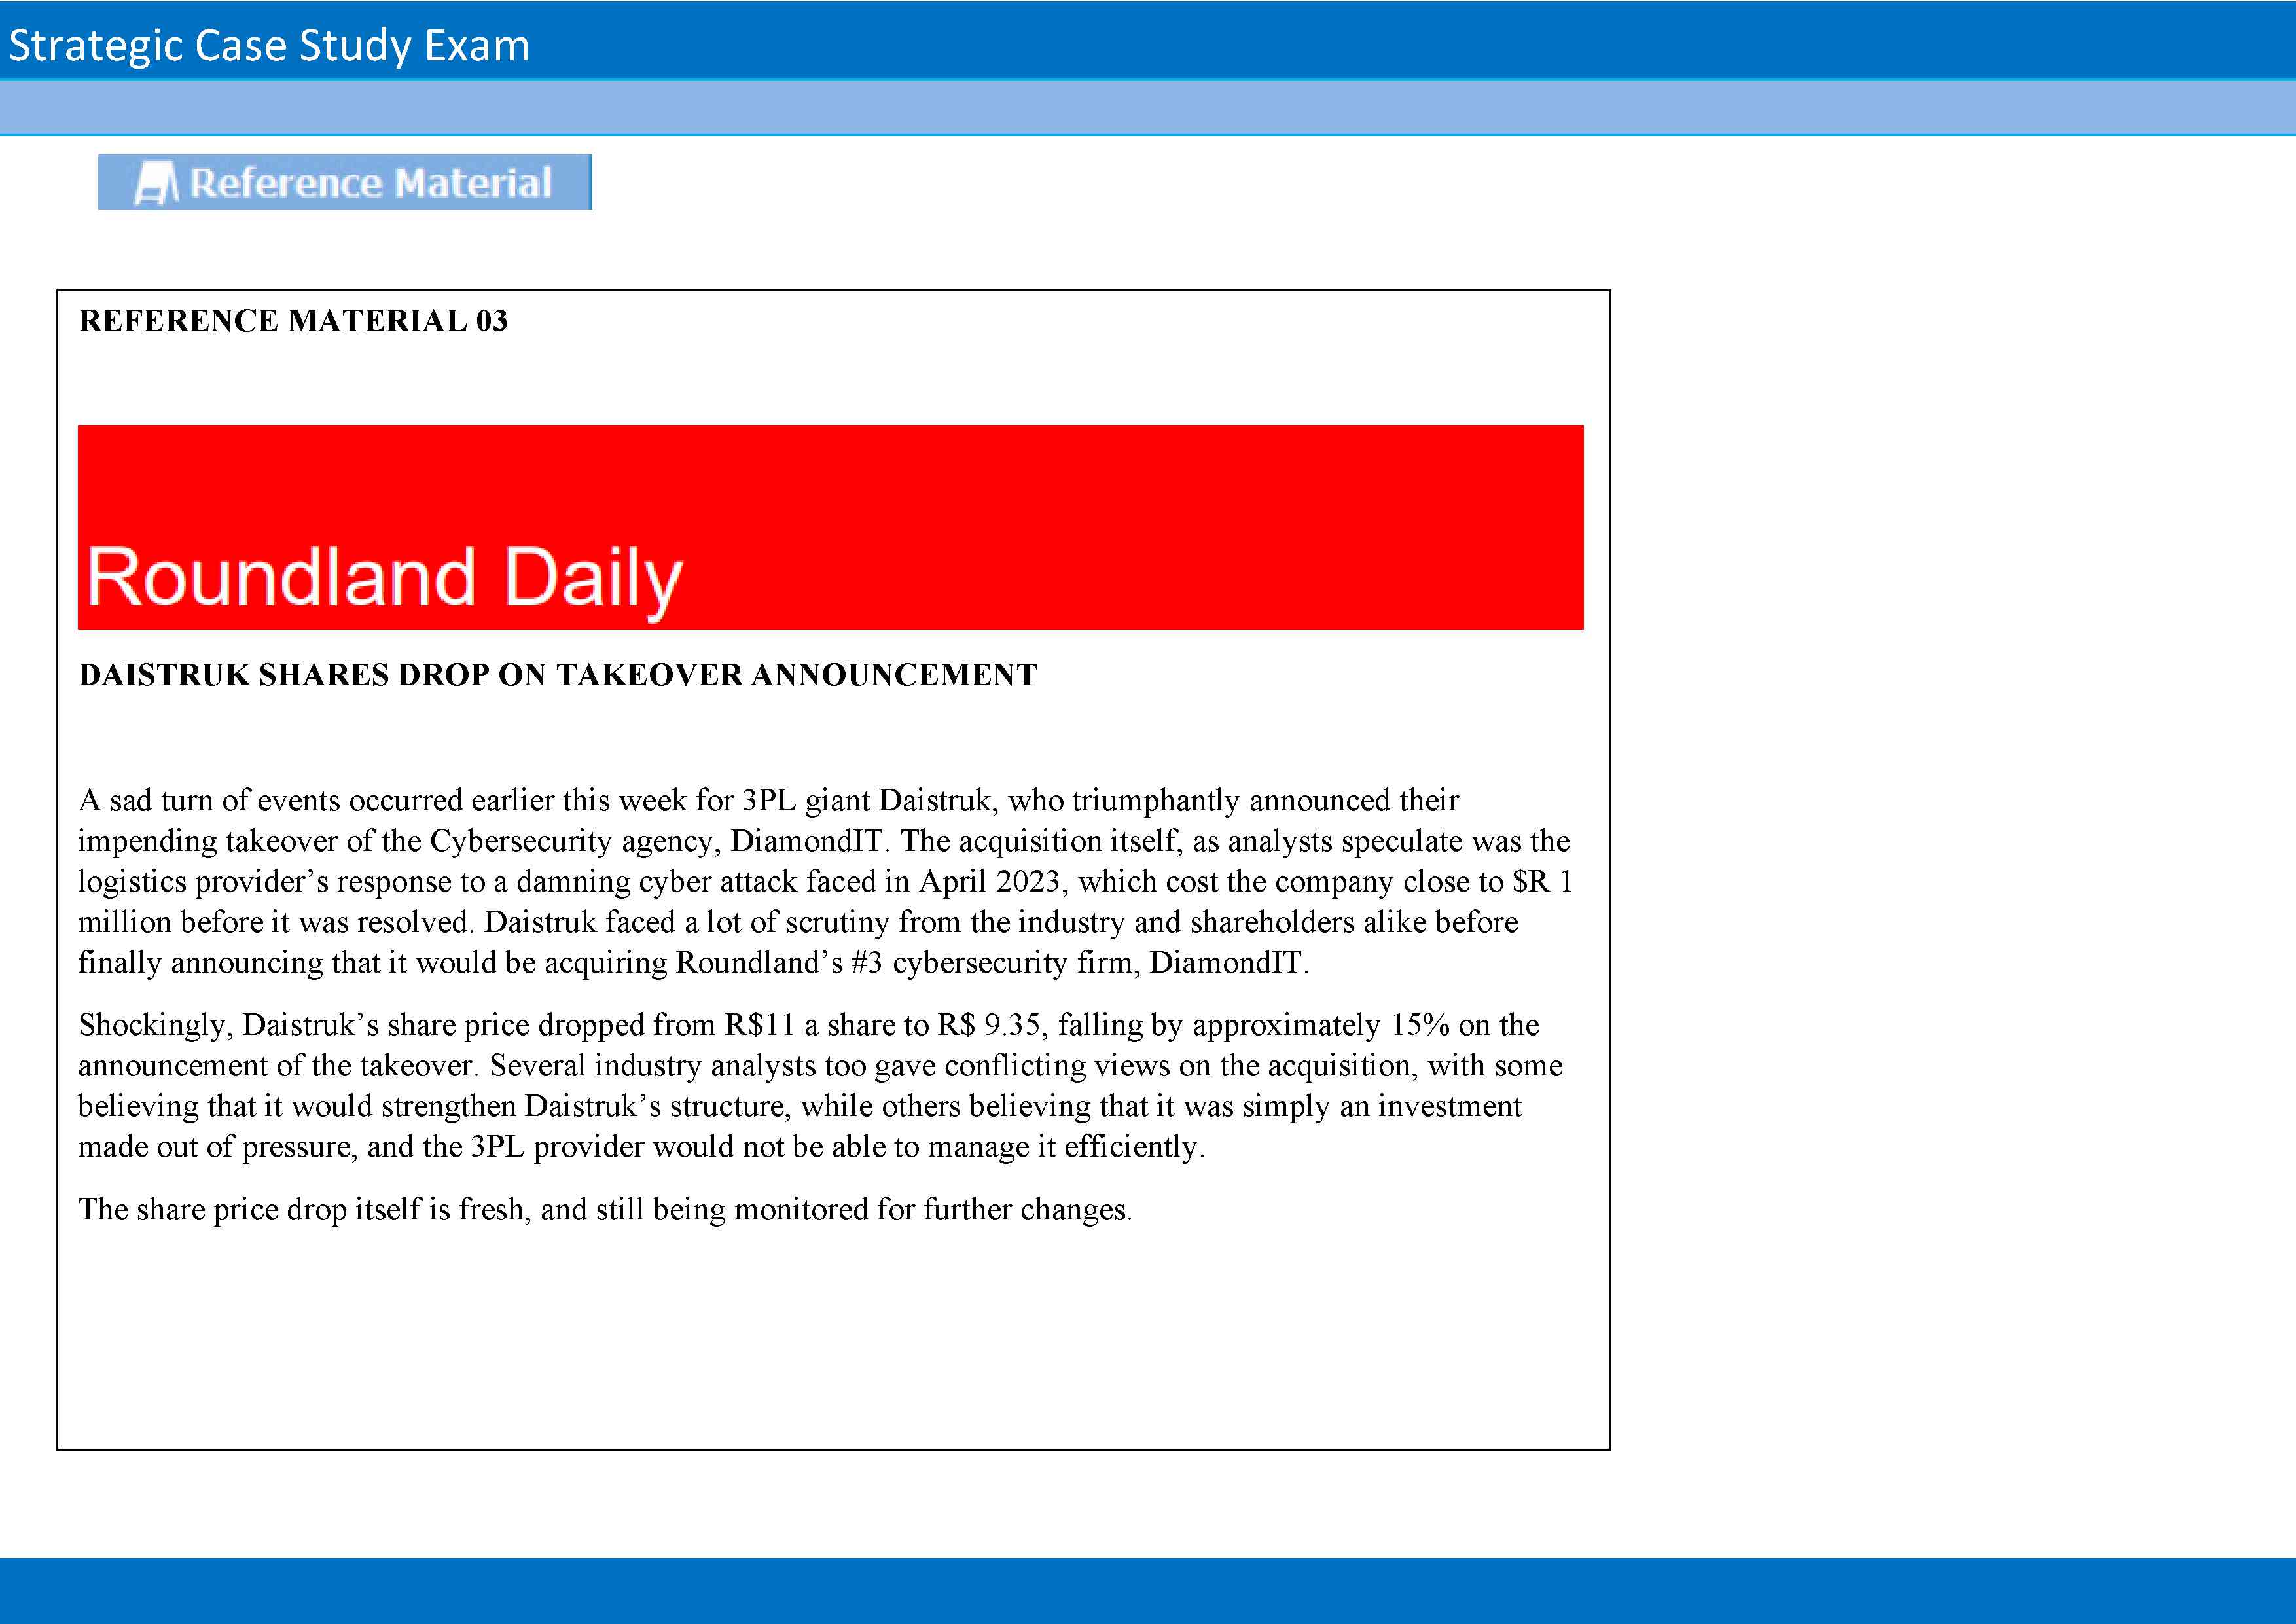 Strategic Case Study Exam
Reference Material
REFERENCE MATERIAL 03
Roundland Daily
DAISTRUK SHARES DROP ON TAKEOVER ANNOUNCEMENT
A sad turn of events occurred earlier this week for 3PL giant Daistruk, who triumphantly announced their
impending takeover of the Cybersecurity agency, DiamondIT. The acquisition itself, as analysts speculate was the
logistics provider’s response to a damning cyber attack faced in April 2023, which cost the company close to $R 1
million before it was resolved. Daistruk faced a lot of scrutiny from the industry and shareholders alike before
finally announcing that it would be acquiring Roundland’s #3 cybersecurity firm, DiamondIT.
Shockingly, Daistruk’s share price dropped from R$11 a share to R$ 9.35, falling by approximately 15% on the
announcement of the takeover. Several industry analysts too gave conflicting views on the acquisition, with some
believing that it would strengthen Daistruk’s structure, while others believing that it was simply an investment
made out of pressure, and the 3PL provider would not be able to manage it efficiently.
The share price drop itself is fresh, and still being monitored for further changes.